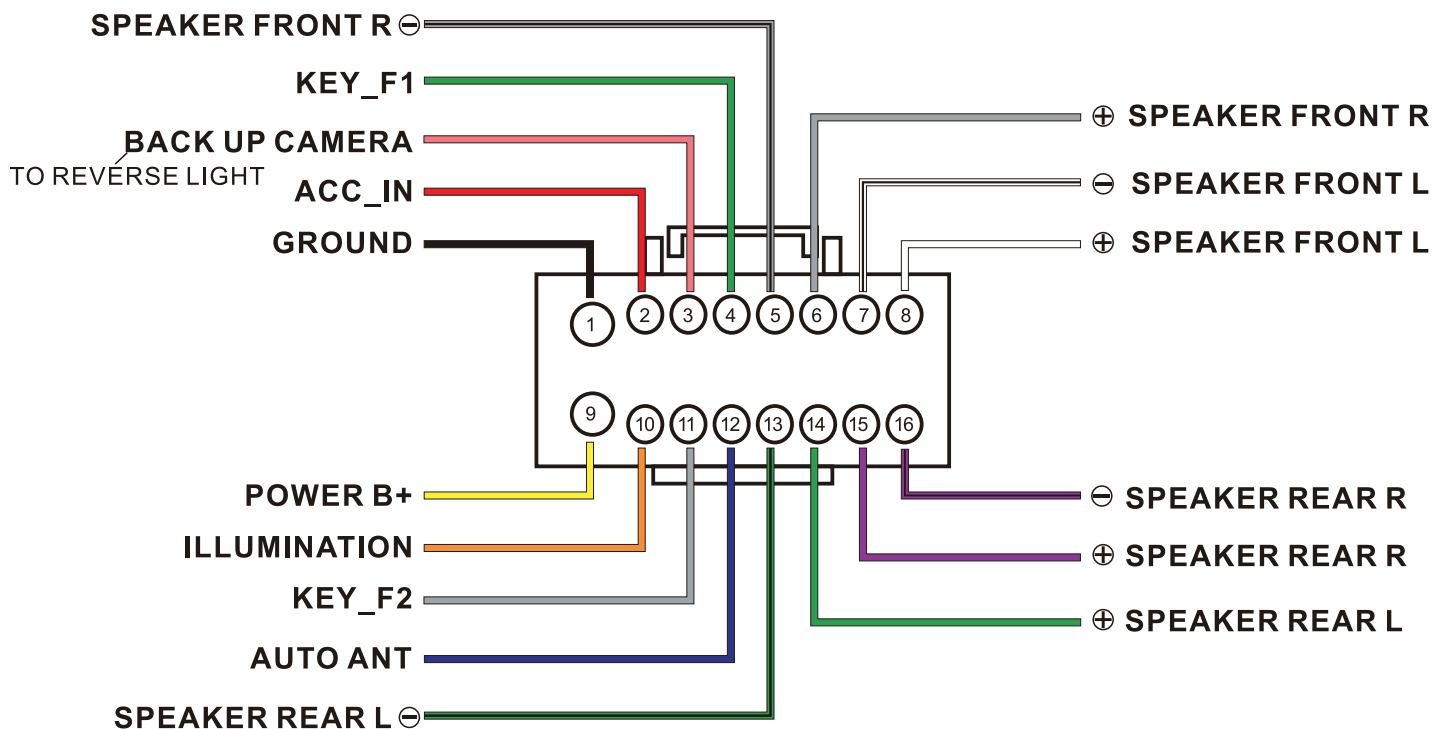 SPEAKER FRONT R ⊖
KEY_F1
BACK UP CAMERA
TO REVERSE LIGHT
ACC_IN
GROUND
⊕ SPEAKER FRONT R
⊖ SPEAKER FRONT L
⊕ SPEAKER FRONT L
1 2 3 4 5 6 7 8
9 10 11 12 13 14 15 16
POWER B+
ILLUMINATION
KEY_F2
AUTO ANT
SPEAKER REAR L ⊖
⊖ SPEAKER REAR R
⊕ SPEAKER REAR R
⊕ SPEAKER REAR L